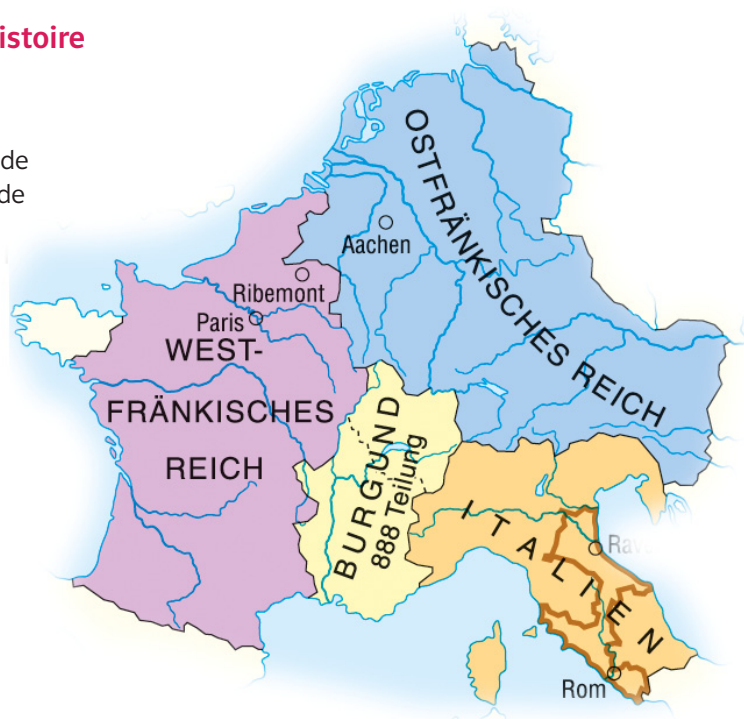 istoire
de
de
OSTFRÄNKISCHES REICH
Aachen
Ribemont
Paris
WEST-
FRÄNKISCHES
REICH
BURGUND
888 Teilung
ITALIEN
Rom